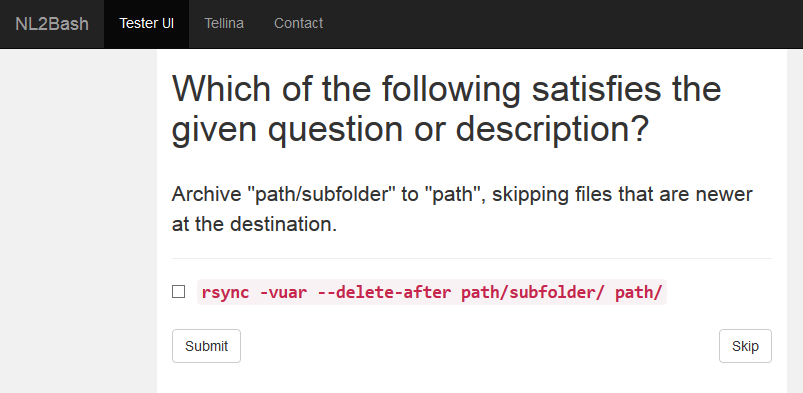 NL2Bash Tester UI Tellina Contact
Which of the following satisfies the
given question or description?
Archive "path/subfolder" to "path", skipping files that are newer
at the destination.
rsync -vuar --delete-after path/subfolder/ path/
Submit Skip